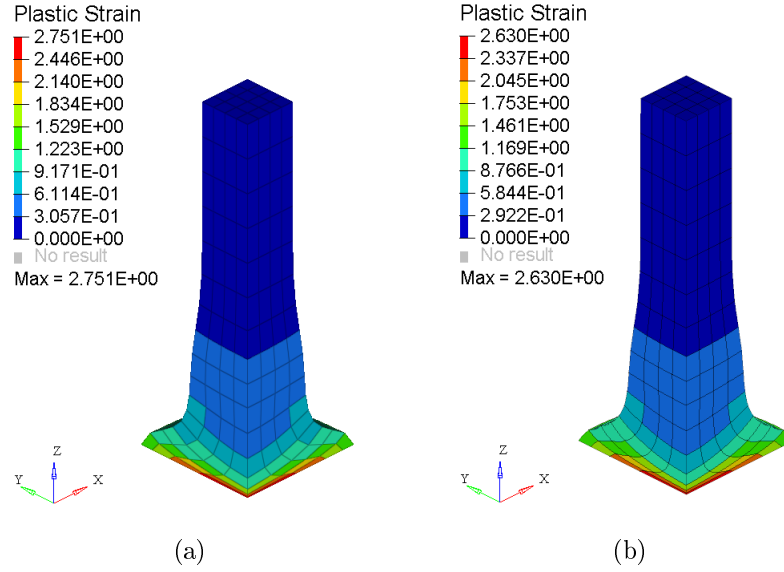 Plastic Strain
2.751E+00
2.446E+00
2.140E+00
1.834E+00
1.529E+00
1.223E+00
9.171E-01
6.114E-01
3.057E-01
0.000E+00
No result
Max = 2.751E+00
Z
Y
X
(a)
Plastic Strain
2.630E+00
2.337E+00
2.045E+00
1.753E+00
1.461E+00
1.169E+00
8.766E-01
5.844E-01
2.922E-01
0.000E+00
No result
Max = 2.630E+00
Z
Y
X
(b)